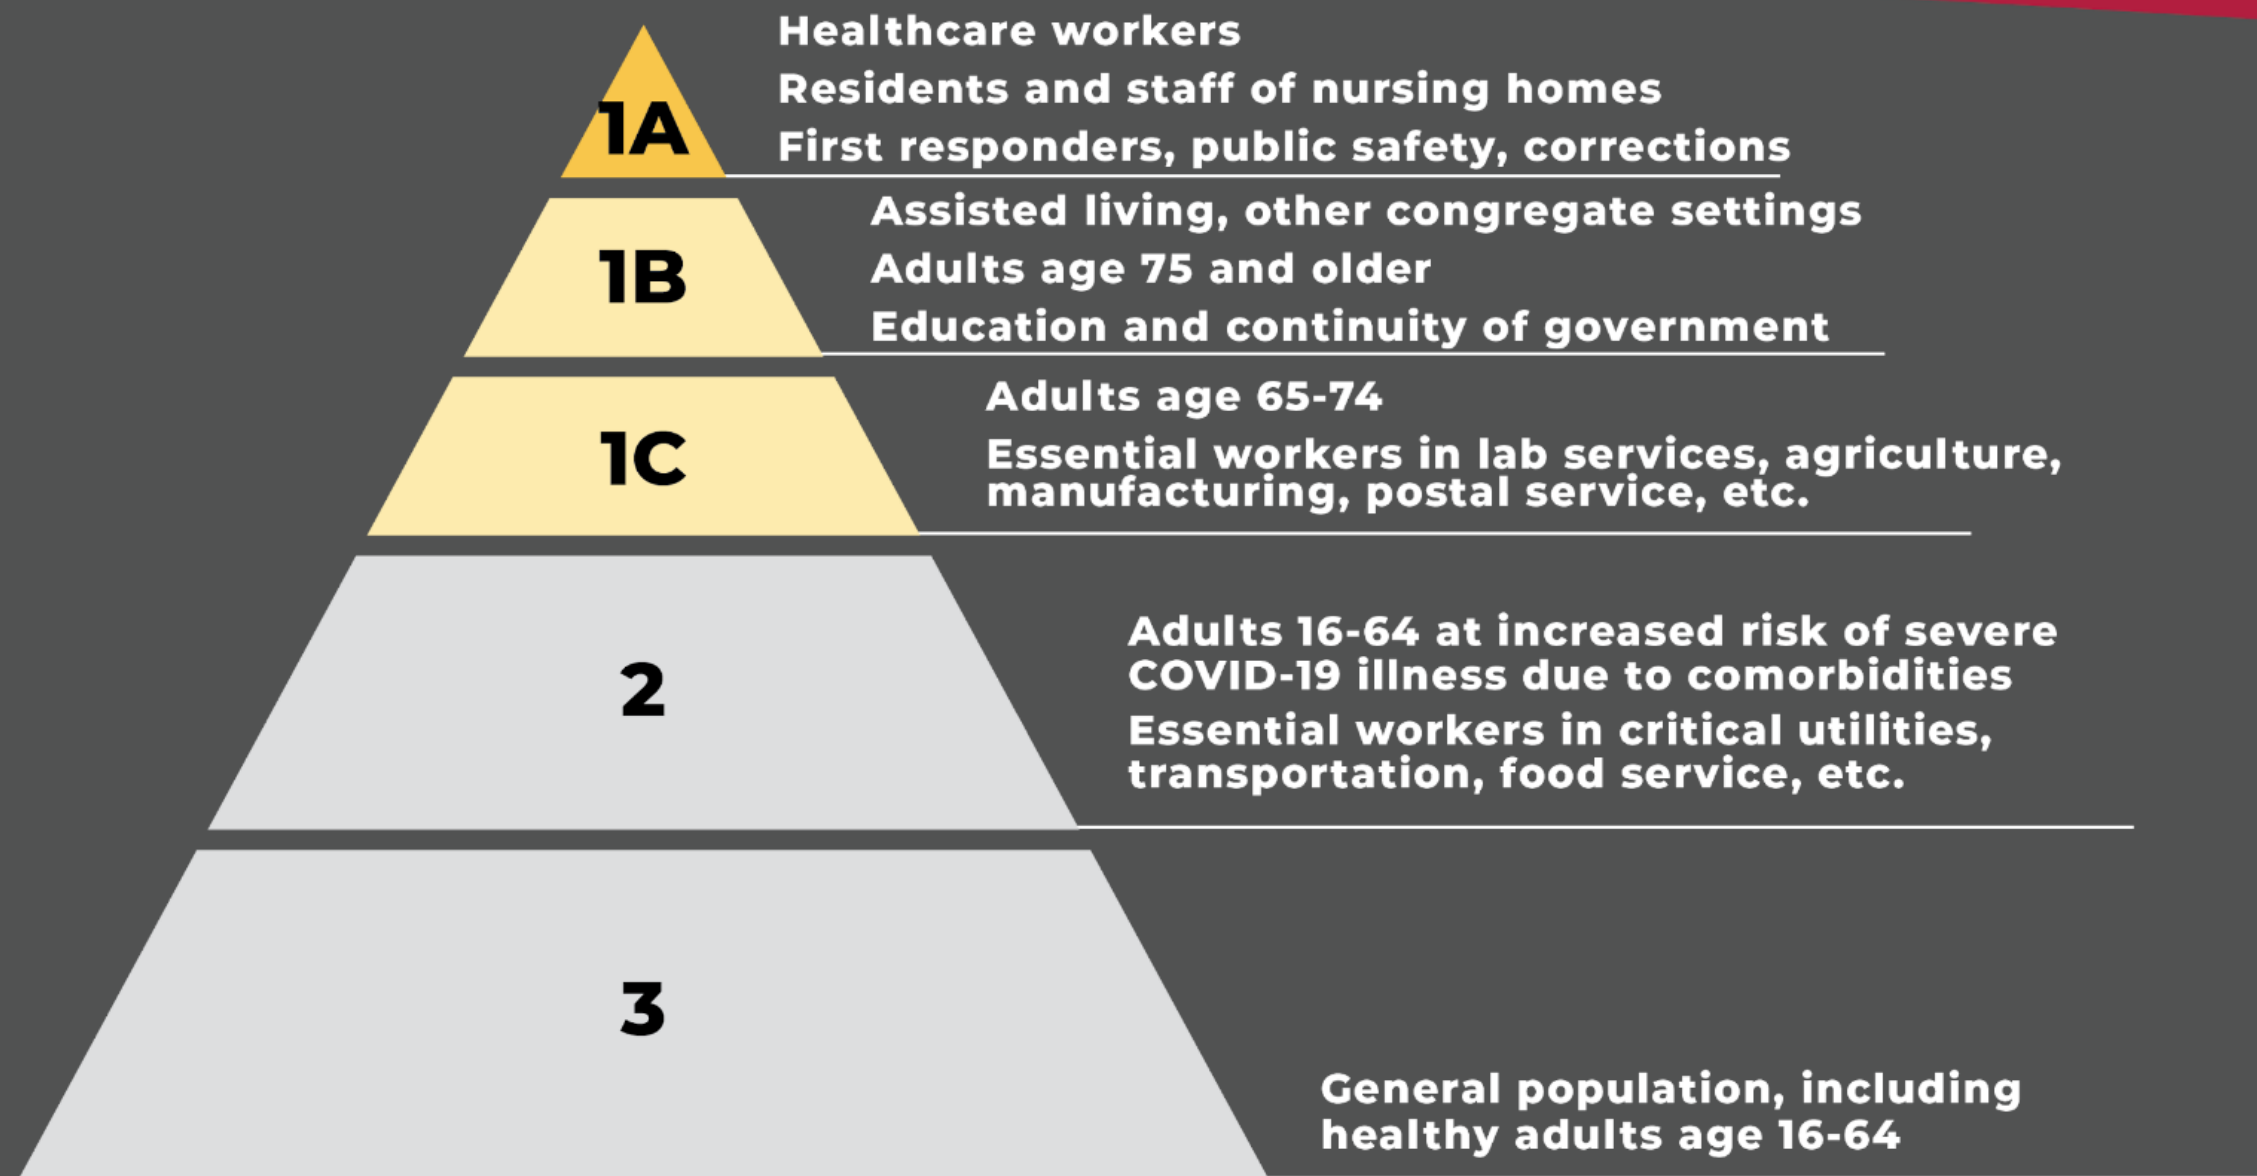 1A
Healthcare workers
Residents and staff of nursing homes
First responders, public safety, corrections
1B
Assisted living, other congregate settings
Adults age 75 and older
Education and continuity of government
1C
Adults age 65-74
Essential workers in lab services, agriculture,
manufacturing, postal service, etc.
2
Adults 16-64 at increased risk of severe
COVID-19 illness due to comorbidities
Essential workers in critical utilities,
transportation, food service, etc.
3
General population, including
healthy adults age 16-64